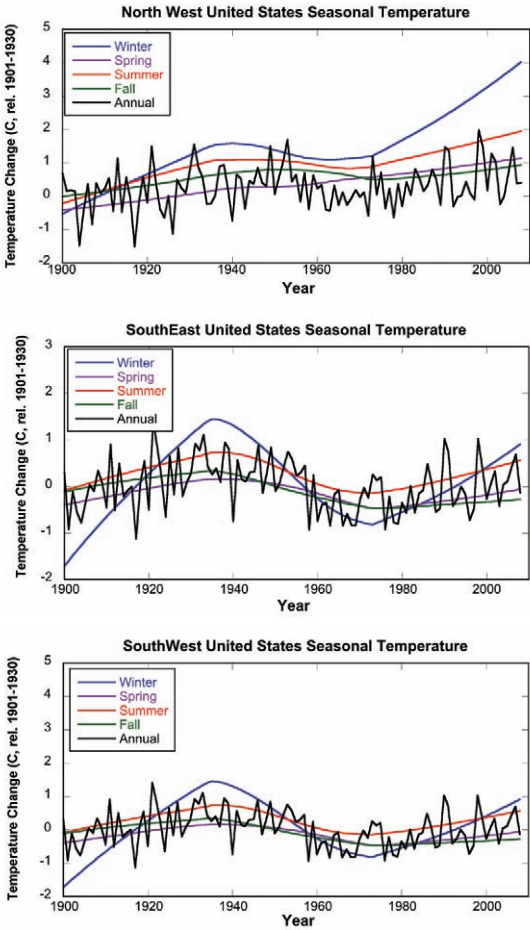 North West United States Seasonal Temperature
Temperature Change (C, rel. 1901-1930)
5
4
3
2
1
0
-1
-2
Winter
Spring
Summer
Fall
Annual
1900 1920 1940 1960 1980 2000
Year
SouthEast United States Seasonal Temperature
Temperature Change (C, rel. 1901-1930)
3
2
1
0
-1
-2
Winter
Spring
Summer
Fall
Annual
1900 1920 1940 1960 1980 2000
Year
SouthWest United States Seasonal Temperature
Temperature Change (C, rel. 1901-1930)
5
4
3
2
1
0
-1
-2
Winter
Spring
Summer
Fall
Annual
1900 1920 1940 1960 1980 2000
Year